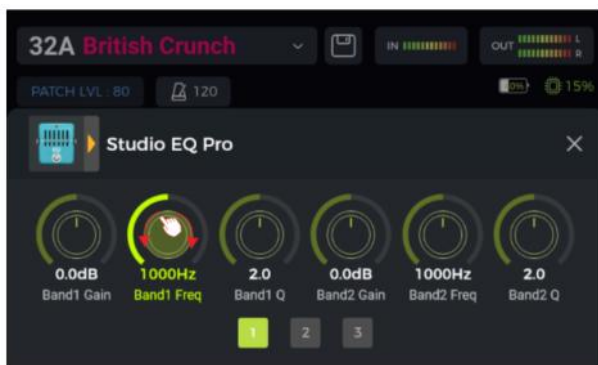 32A British Crunch
IN
OUT
L
R
PATCH LVL : 80
120
0%
15%
Studio EQ Pro
0.0dB
1000Hz
2.0
0.0dB
1000Hz
2.0
Band1 Gain
Band1 Freq
Band1 Q
Band2 Gain
Band2 Freq
Band2 Q
1
2
3